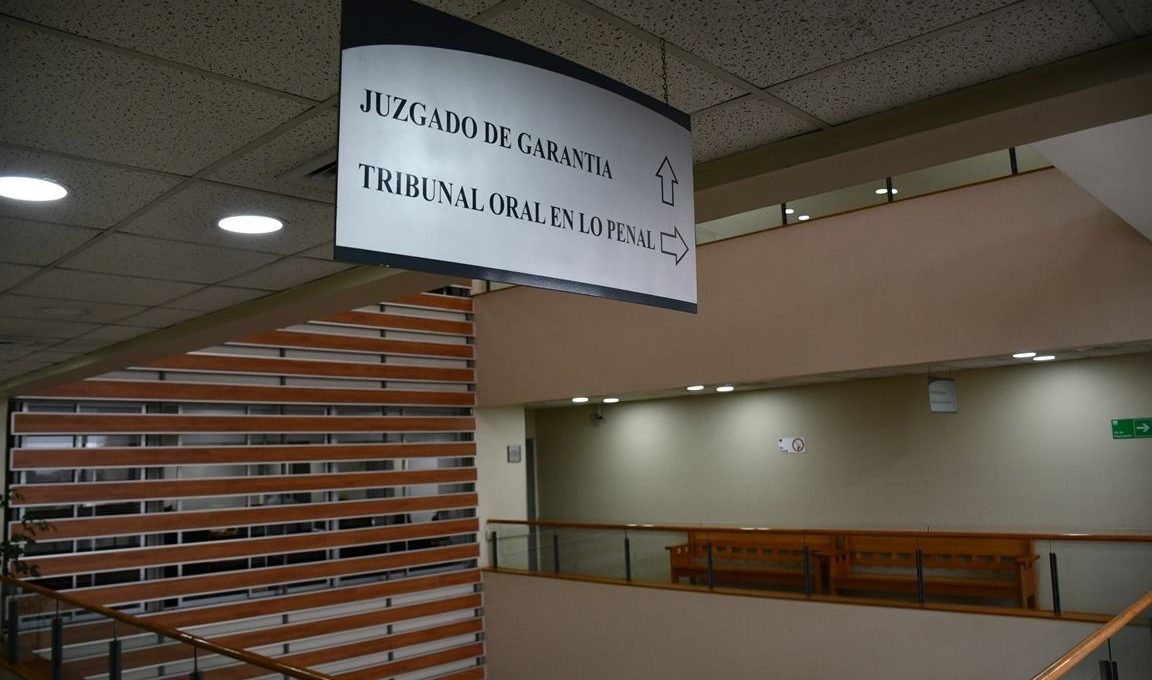 JUZGADO DE GARANTIA
TRIBUNAL ORAL EN LO PENAL